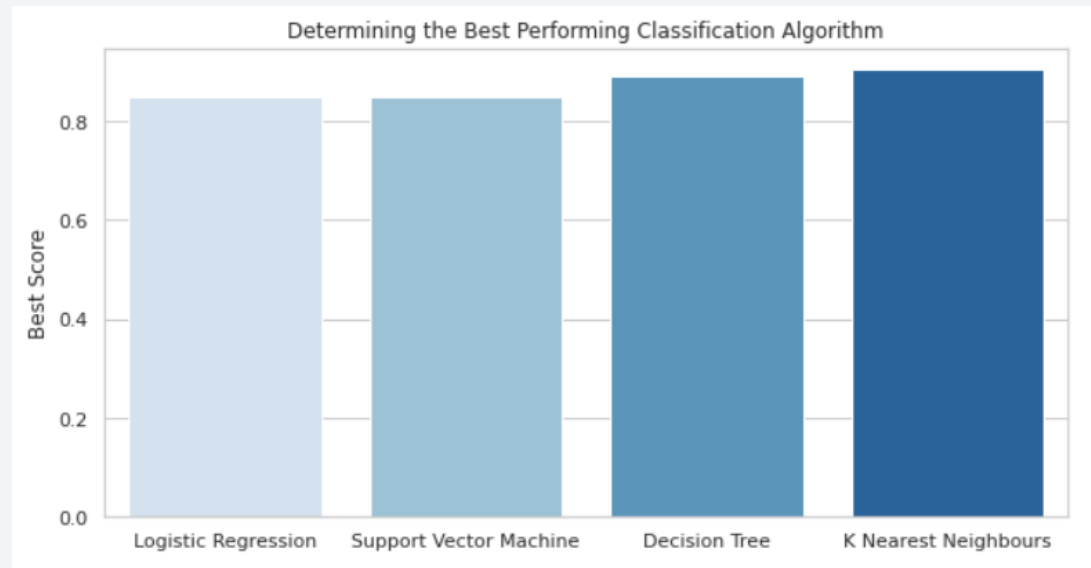 Determining the Best Performing Classification Algorithm
Best Score
0.8
0.6
0.4
0.2
0.0
Logistic Regression Support Vector Machine Decision Tree K Nearest Neighbours